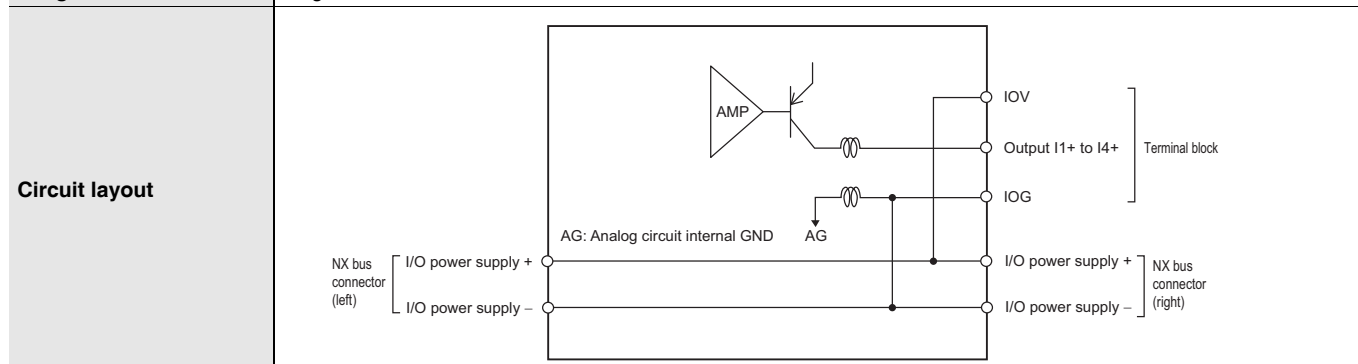 Circuit layout
AMP
IOV
Output I1+ to I4+
Terminal block
IOG
AG: Analog circuit internal GND
AG
NX bus
connector
(left)
I/O power supply +
I/O power supply −
I/O power supply +
I/O power supply −
NX bus
connector
(right)